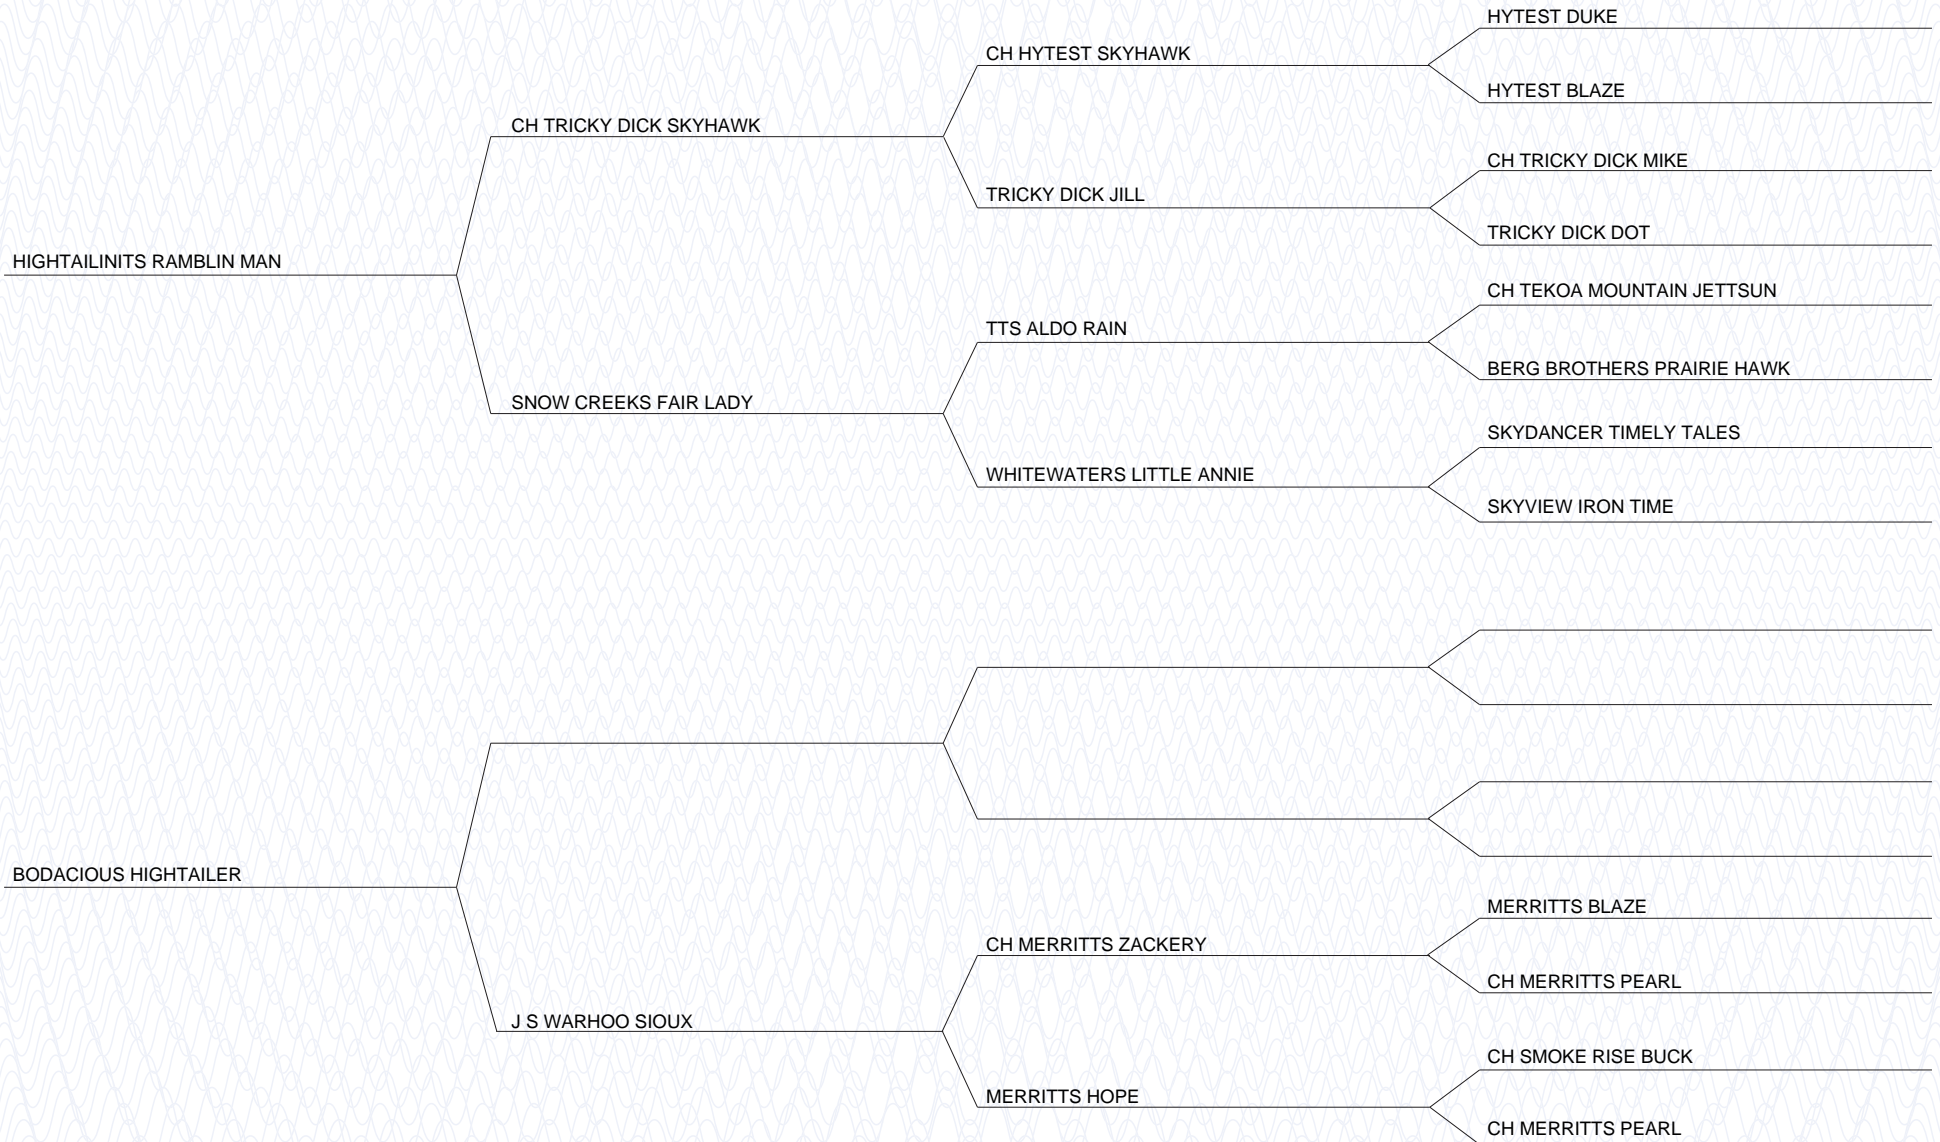 HYTEST DUKE
CH HYTEST SKYHAWK
HYTEST BLAZE
CH TRICKY DICK SKYHAWK
CH TRICKY DICK MIKE
TRICKY DICK JILL
TRICKY DICK DOT
HIGHTAILINITS RAMBLIN MAN
CH TEKOA MOUNTAIN JETTSUN
TTS ALDO RAIN
BERG BROTHERS PRAIRIE HAWK
SNOW CREEKS FAIR LADY
SKYDANCER TIMELY TALES
WHITEWATERS LITTLE ANNIE
SKYVIEW IRON TIME
BODACIOUS HIGHTAILER
MERRITTS BLAZE
CH MERRITTS ZACKERY
CH MERRITTS PEARL
J S WARHOO SIOUX
CH SMOKE RISE BUCK
MERRITTS HOPE
CH MERRITTS PEARL